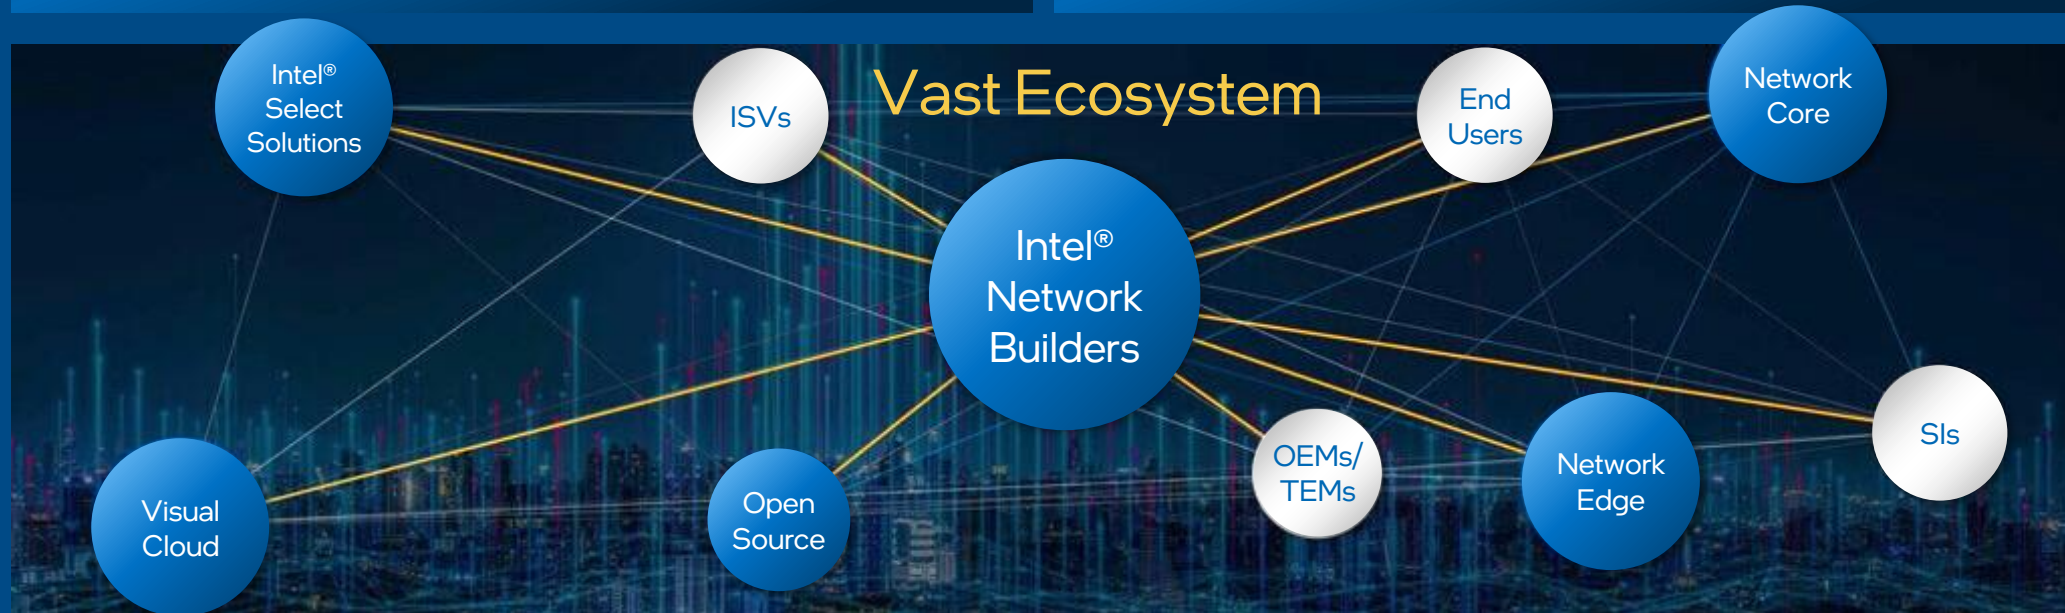 Vast Ecosystem
Intel®
Select
Solutions
ISVs
End
Users
Network
Core
Intel®
Network
Builders
Visual
Cloud
Open
Source
OEMs/
TEMs
Network
Edge
SIs